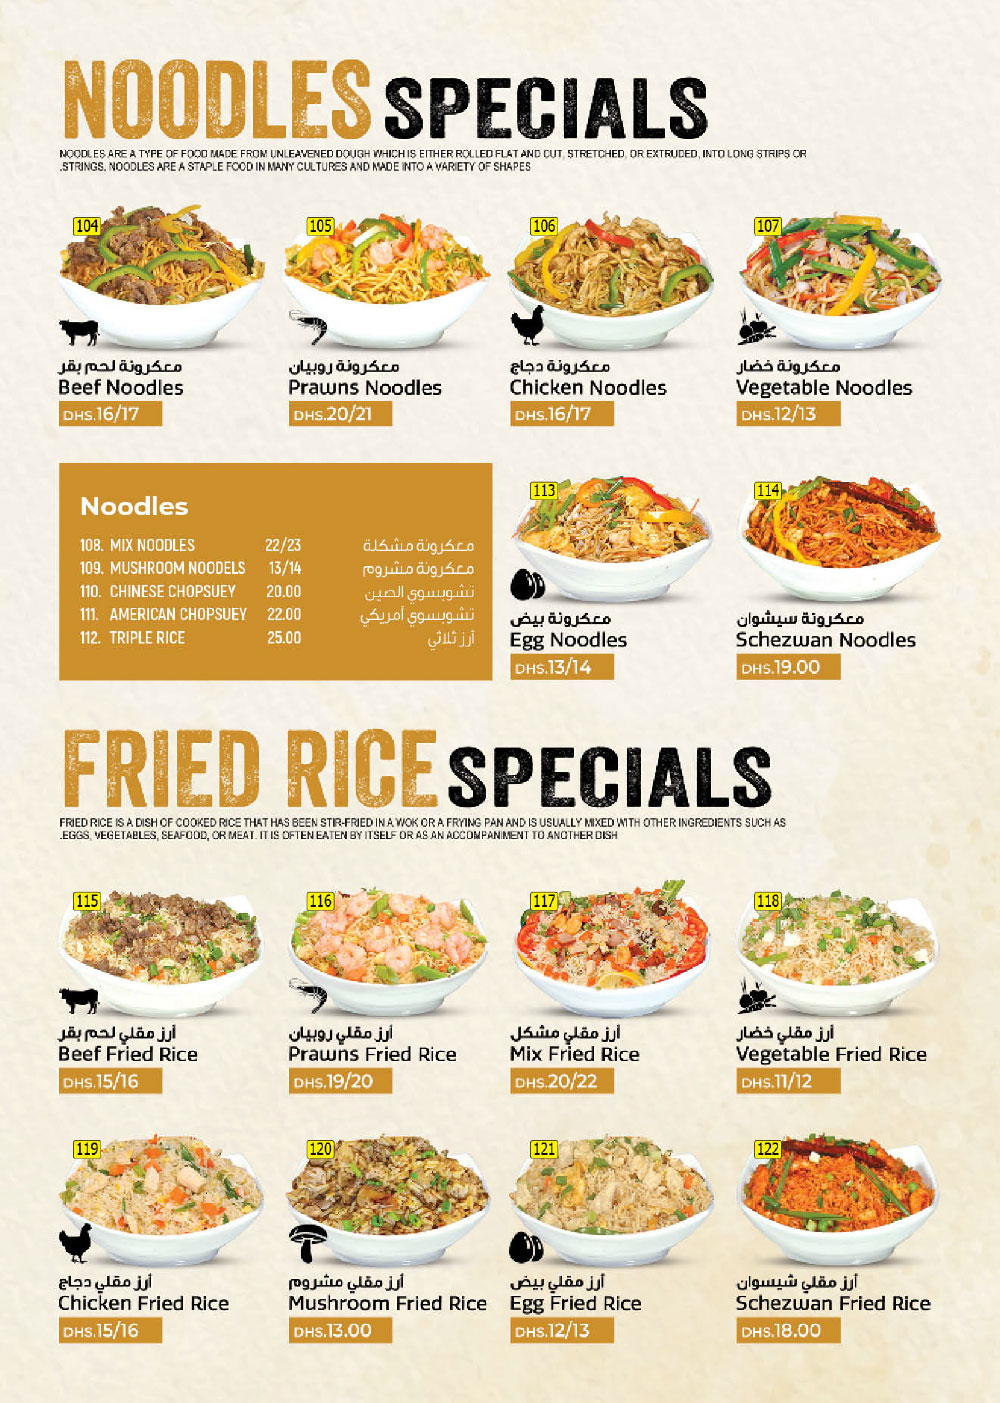 NOODLES SPECIALS
NOODLES ARE A TYPE OF FOOD MADE FROM UNLEAVENED DOUGH WHICH IS EITHER ROLLED FLAT AND CUT, STRETCHED, OR EXTRUDED, INTO LONG STRIPS OR
.STRINGS. NOODLES ARE A STAPLE FOOD IN MANY CULTURES AND MADE INTO A VARIETY OF SHAPES
104
معكرونة لحم بقر
Beef Noodles
DHS.16/17
105
معكرونة روبيان
Prawns Noodles
DHS.20/21
106
معكرونة دجاج
Chicken Noodles
DHS.16/17
107
معكرونة خضار
Vegetable Noodles
DHS.12/13
Noodles
108. MIX NOODLES 22/23 معكرونة مشكلة
109. MUSHROOM NOODELS 13/14 معكرونة مشروم
110. CHINESE CHOPSUEY 20.00 تشوبسوي الصين
111. AMERICAN CHOPSUEY 22.00 تشوبسوي أمريكي
112. TRIPLE RICE 25.00 أرز ثلاثي
113
معكرونة بيض
Egg Noodles
DHS.13/14
114
معكرونة سيشوان
Schezwan Noodles
DHS.19.00
FRIED RICE SPECIALS
FRIED RICE IS A DISH OF COOKED RICE THAT HAS BEEN STIR-FRIED IN A WOK OR A FRYING PAN AND IS USUALLY MIXED WITH OTHER INGREDIENTS SUCH AS
.EGGS, VEGETABLES, SEAFOOD, OR MEAT. IT IS OFTEN EATEN BY ITSELF OR AS AN ACCOMPANIMENT TO ANOTHER DISH
115
أرز مقلي لحم بقر
Beef Fried Rice
DHS.15/16
116
أرز مقلي روبيان
Prawns Fried Rice
DHS.19/20
117
أرز مقلي مشكل
Mix Fried Rice
DHS.20/22
118
أرز مقلي خضار
Vegetable Fried Rice
DHS.11/12
119
أرز مقلي دجاج
Chicken Fried Rice
DHS.15/16
120
أرز مقلي مشروم
Mushroom Fried Rice
DHS.13.00
121
أرز مقلي بيض
Egg Fried Rice
DHS.12/13
122
أرز مقلي شيسوان
Schezwan Fried Rice
DHS.18.00